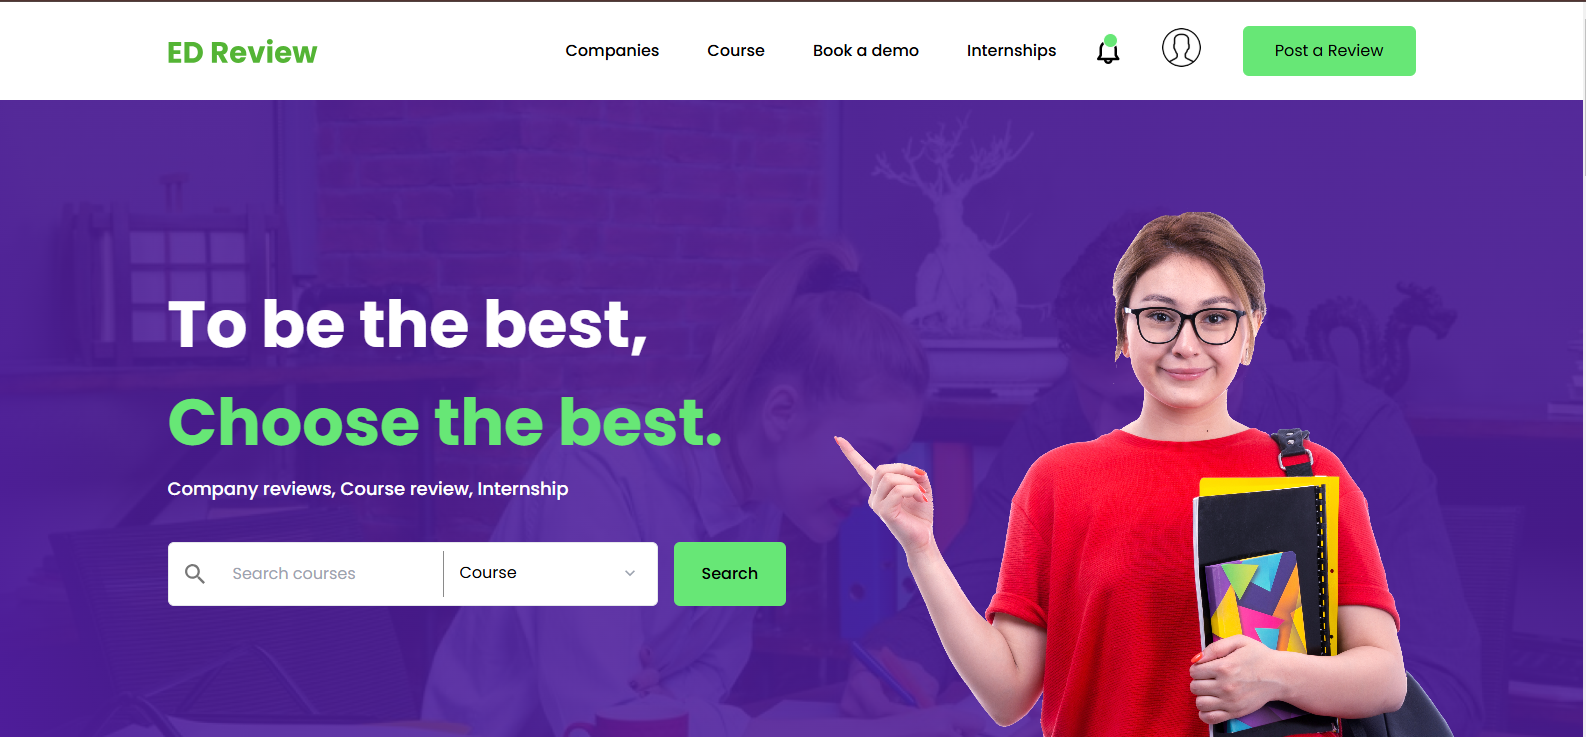 ED Review
Companies
Course
Book a demo
Internships
Post a Review
To be the best,
Choose the best.
Company reviews, Course review, Internship
Search courses
Course
Search